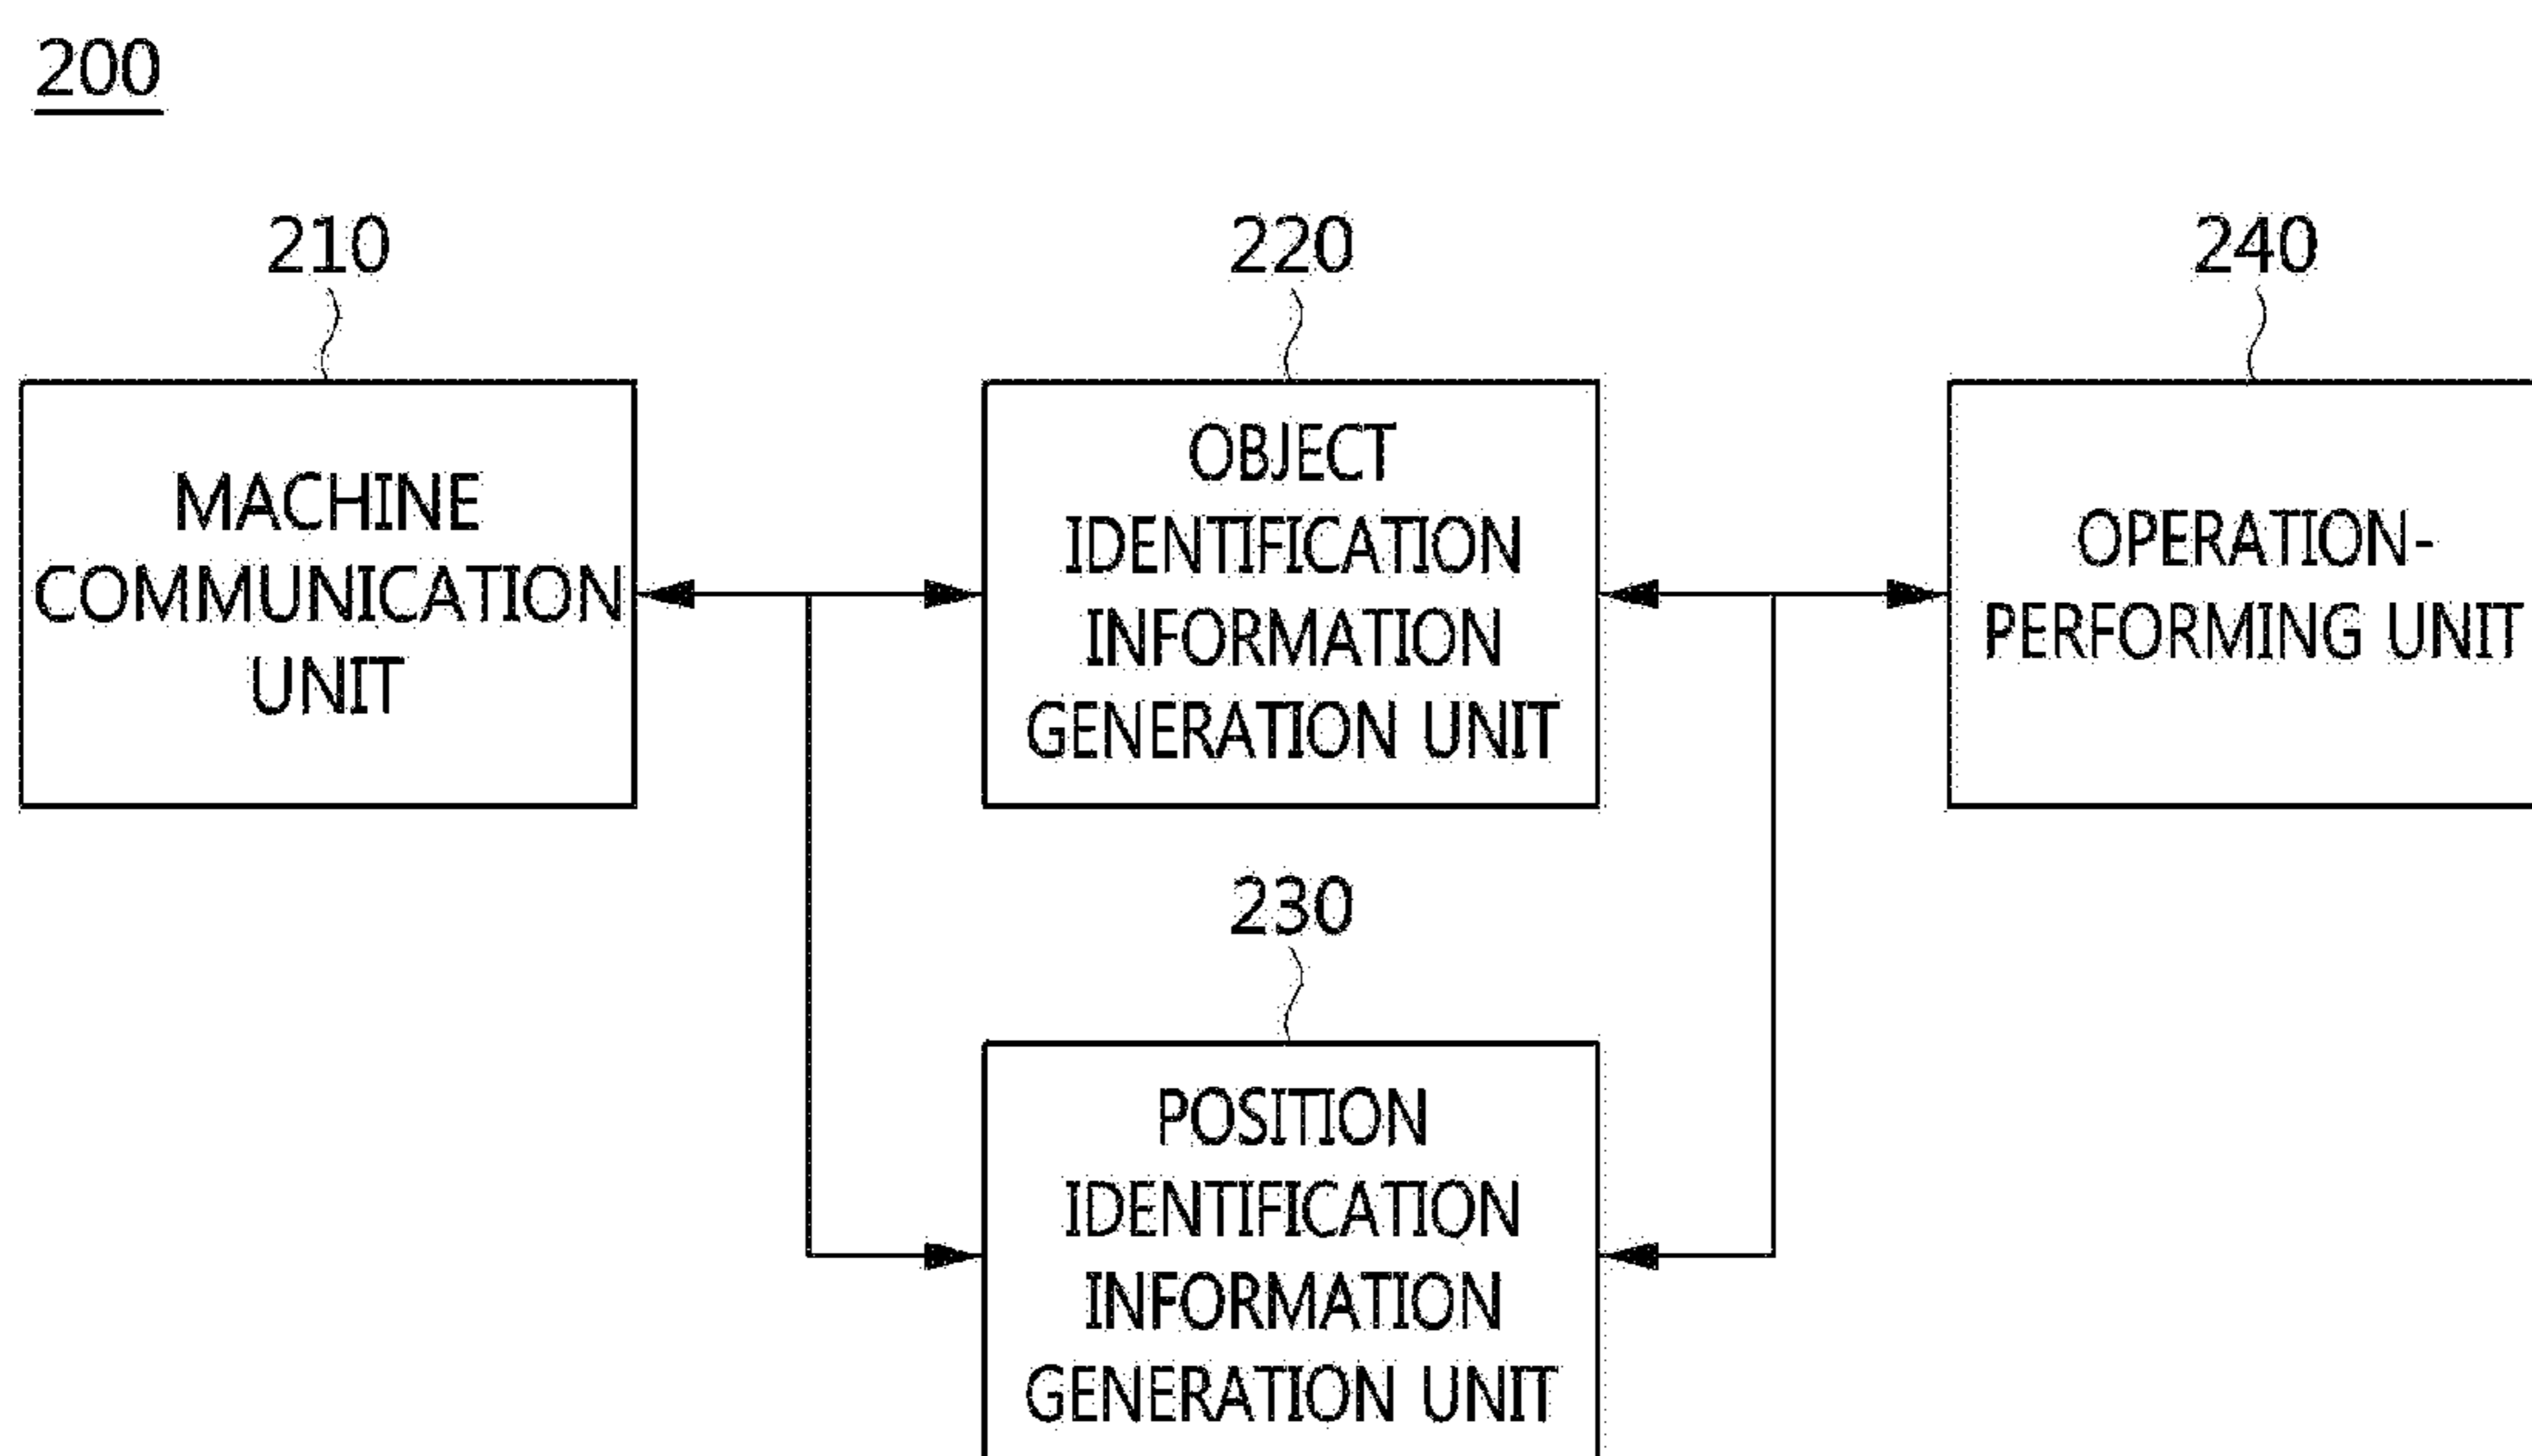 200
210
220
240
MACHINE
COMMUNICATION
UNIT
OBJECT
IDENTIFICATION
INFORMATION
GENERATION UNIT
OPERATION-
PERFORMING UNIT
230
POSITION
IDENTIFICATION
INFORMATION
GENERATION UNIT